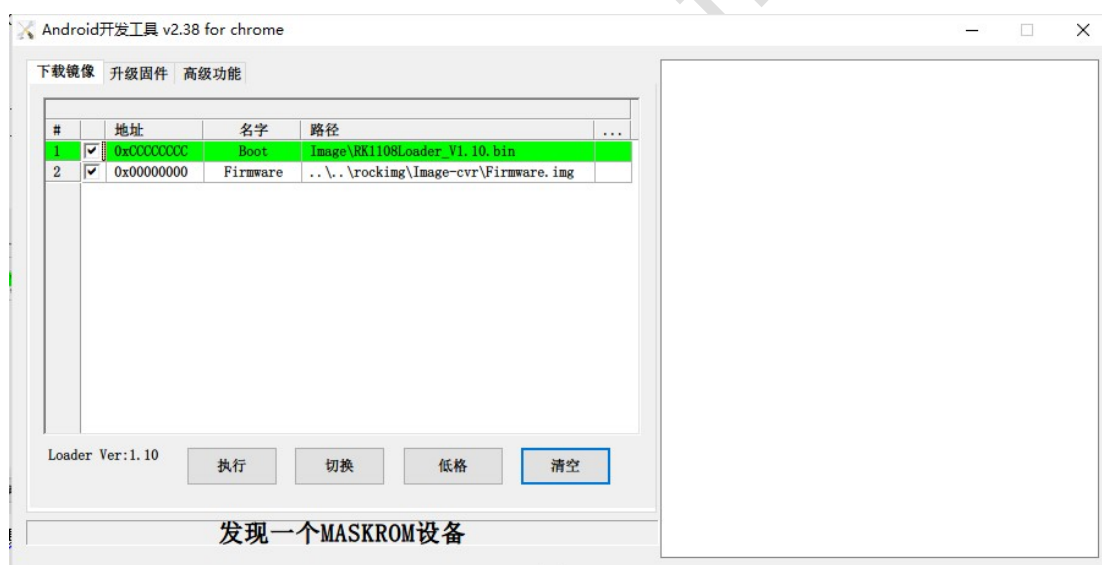 Android开发工具 v2.38 for chrome
下载镜像 升级固件 高级功能
# 地址 名字 路径 ...
1 0xCCCCCCCC Boot Image\RK1108Loader_V1.10.bin
2 0x00000000 Firmware ..\..\rockimg\Image-cvr\Firmware.img
Loader Ver:1.10 执行 切换 低格 清空
发现一个MASKROM设备